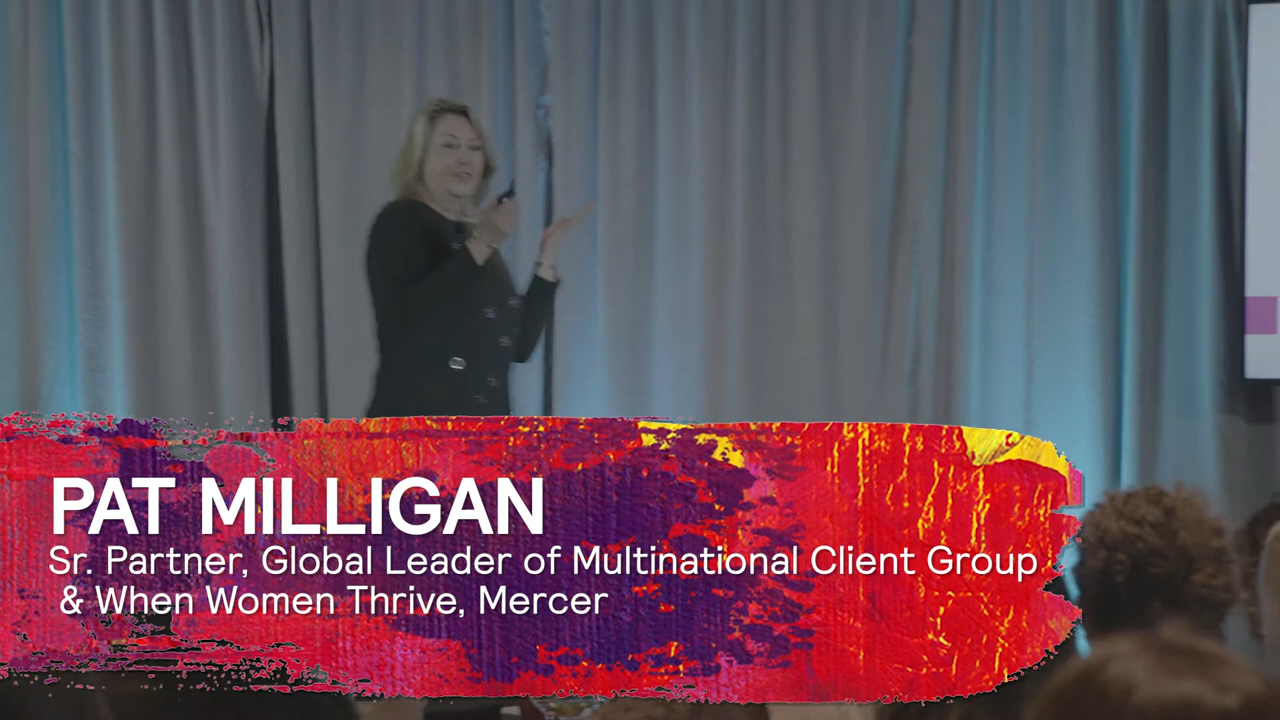 PAT MILLIGAN
Sr. Partner, Global Leader of Multinational Client Group
& When Women Thrive, Mercer